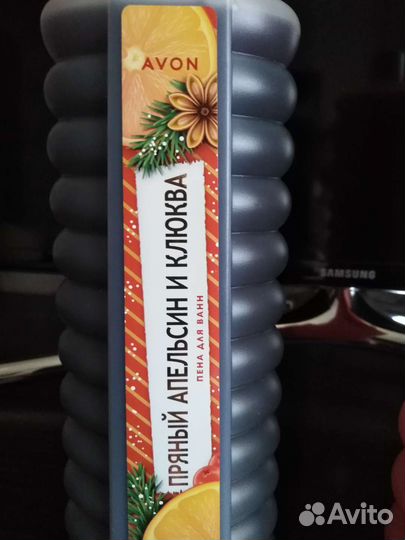 AVON
ПРЯНЫЙ АПЕЛЬСИН И КЛЮКВА
ПЕНА ДЛЯ ВАНН
SAMSUNG
Avito